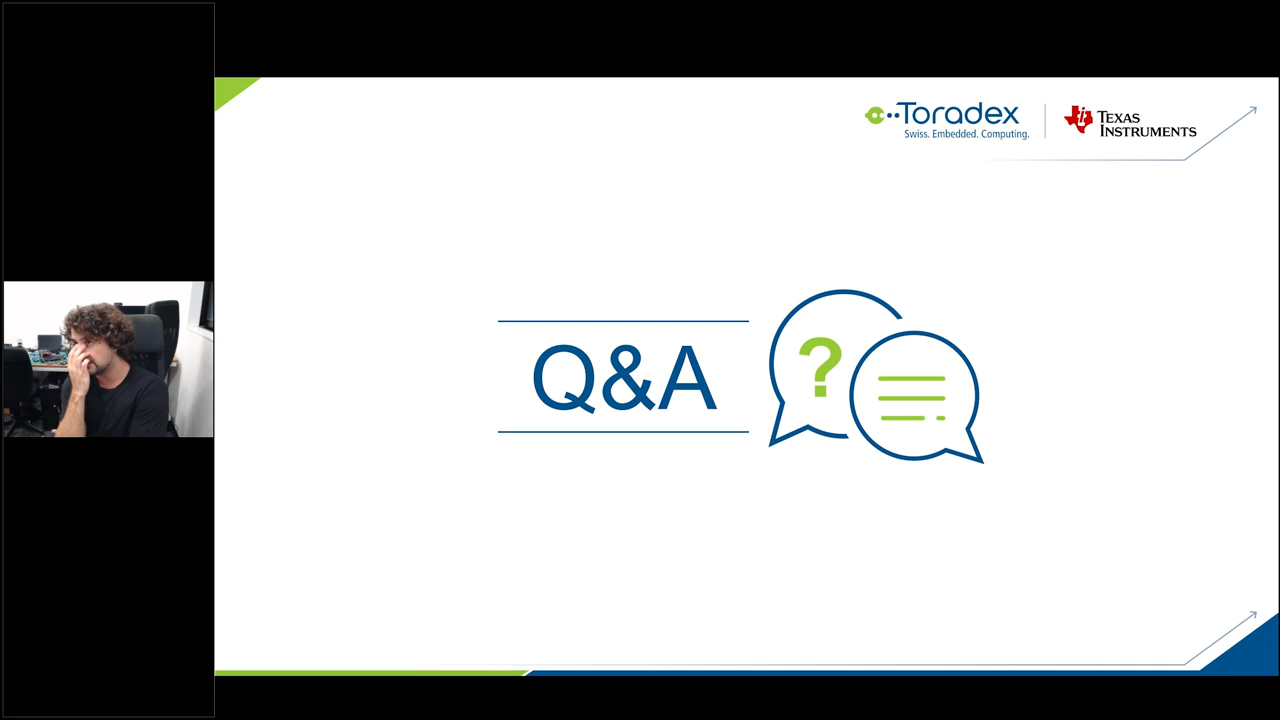 Toradex
Swiss. Embedded. Computing.
TEXAS
INSTRUMENTS
Q&A
?